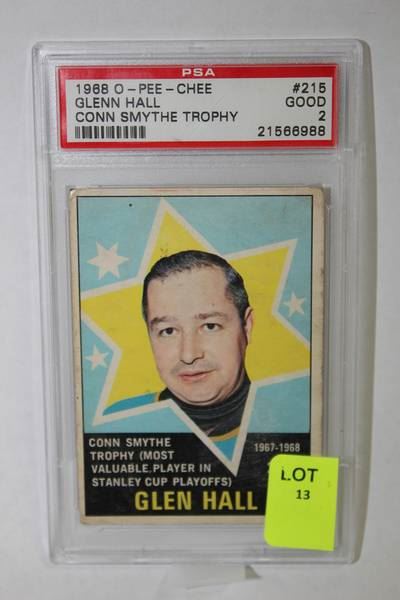 PSA
1968 O-PEE-CHEE #215
GLENN HALL GOOD
CONN SMYTHE TROPHY 2
21566988
CONN SMYTHE 1967-1968
TROPHY (MOST
VALUABLE.PLAYER IN
STANLEY CUP PLAYOFFS)
GLEN HALL
LOT
13